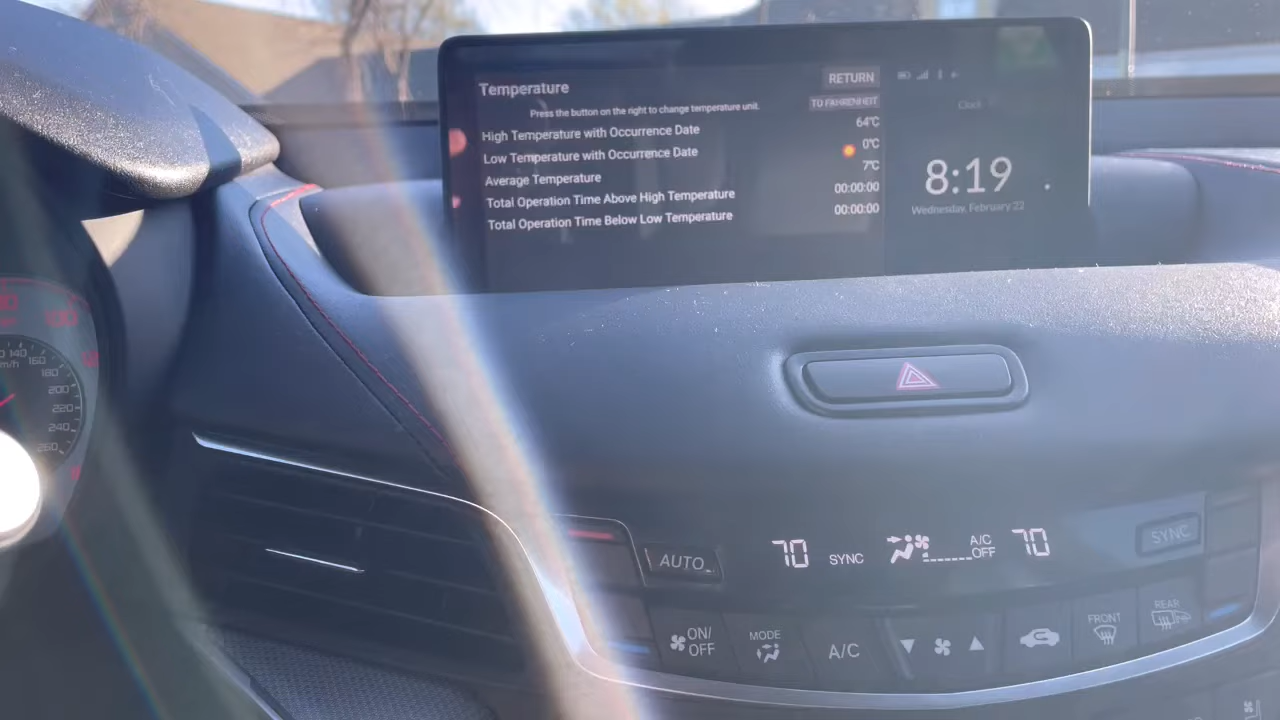 Temperature
RETURN
Press the button on the right to change temperature unit.
TO FAHRENHEIT
High Temperature with Occurrence Date
64℃
Low Temperature with Occurrence Date
0℃
Average Temperature
7℃
Total Operation Time Above High Temperature
00:00:00
Total Operation Time Below Low Temperature
00:00:00
Clock
8:19
Wednesday, February 22
140
160
180
200
220
240
260
AUTO
70
SYNC
A/C
OFF
70
SYNC
ON/
OFF
MODE
A/C
FRONT
REAR